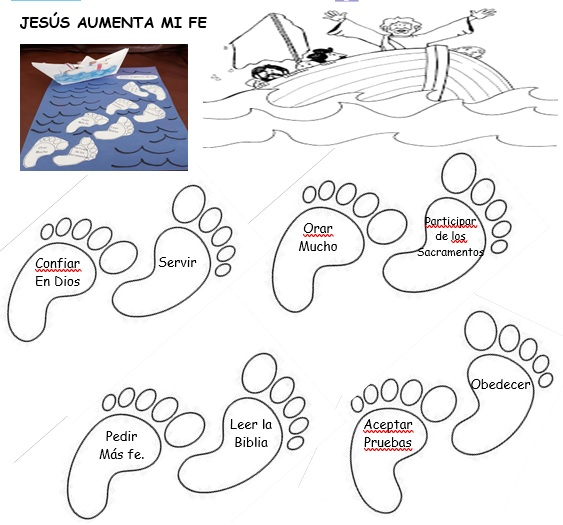 JESÚS AUMENTA MI FE
Confiar
En Dios
Servir
Orar
Mucho
Participar
de los
Sacramentos
Pedir
Más fe.
Leer la
Biblia
Aceptar
Pruebas
Obedecer